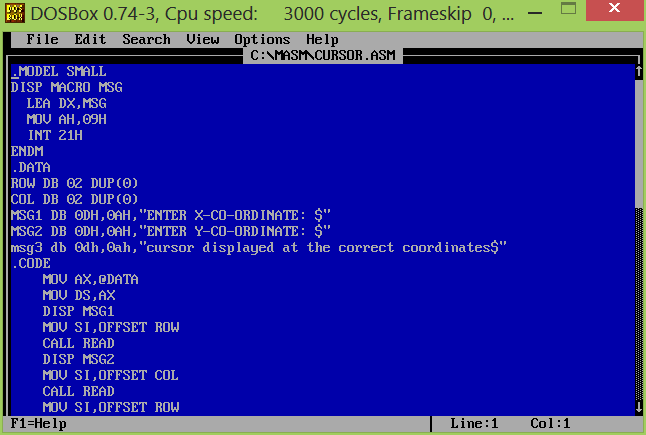 DOS BOX DOSBox 0.74-3, Cpu speed: 3000 cycles, Frameskip 0, ...
File Edit Search View Options Help
C:\MASM\CURSOR.ASM
.MODEL SMALL
DISP MACRO MSG
LEA DX,MSG
MOV AH,09H
INT 21H
ENDM
.DATA
ROW DB 02 DUP(0)
COL DB 02 DUP(0)
MSG1 DB 0DH,0AH,"ENTER X-CO-ORDINATE: $"
MSG2 DB 0DH,0AH,"ENTER Y-CO-ORDINATE: $"
msg3 db 0dh,0ah,"cursor displayed at the correct coordinates$"
.CODE
MOV AX,@DATA
MOV DS,AX
DISP MSG1
MOV SI,OFFSET ROW
CALL READ
DISP MSG2
MOV SI,OFFSET COL
CALL READ
MOV SI,OFFSET ROW
F1=Help Line:1 Col:1